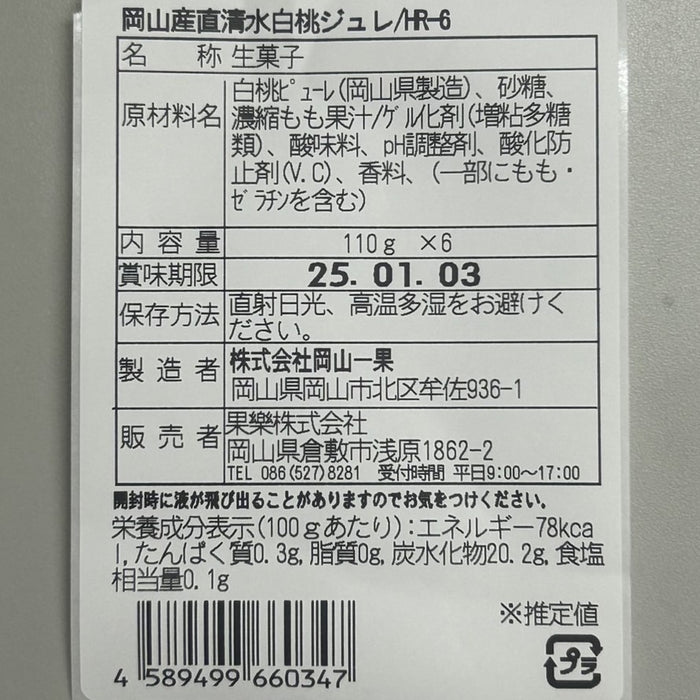 岡山産直清水白桃ジュレ/HR-6
名 称 生菓子
原材料名 白桃ﾋﾟｭｰﾚ(岡山県製造)、砂糖、
濃縮もも果汁/ｹﾞﾙ化剤(増粘多糖
類)、酸味料、pH調整剤、酸化防
止剤(V.C)、香料、(一部にもも・
ｾﾞﾗﾁﾝを含む)
内容量 110g ×6
賞味期限 25.01.03
保存方法 直射日光、高温多湿をお避けく
ださい。
製造者 株式会社岡山一果
岡山県岡山市北区牟佐936-1
販売者 果樂株式会社
岡山県倉敷市浅原1862-2
TEL 086(527)8281 受付時間 平日9:00~17:00
開封時に液が飛び出ることがありますのでお気をつけください。
栄養成分表示(100gあたり):エネルギー78kca
l,たんぱく質0.3g,脂質0g,炭水化物20.2g,食塩
相当量0.1g
※推定値
4 589499 660347
プラ